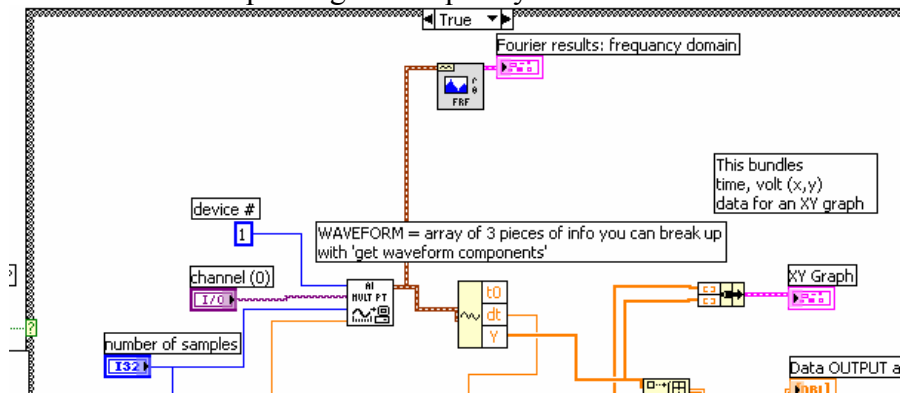 True
Fourier results: frequancy domain
FRF
This bundles
time, volt (x,y)
data for an XY graph
device #
1
WAVEFORM = array of 3 pieces of info you can break up
with 'get waveform components'
channel (0)
I/O
AI
MULT PT
t0
dt
Y
XY Graph
?
number of samples
I32
Data OUTPUT a
DBL